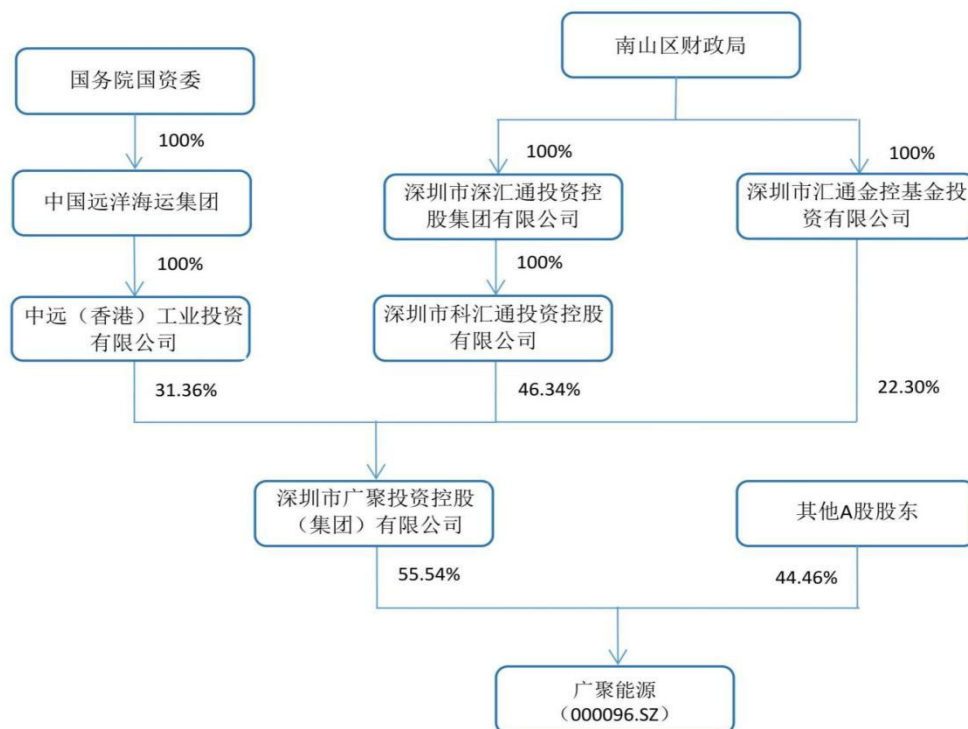 南山区财政局
国务院国资委
100%
100%
100%
中国远洋海运集团
深圳市深汇通投资控
股集团有限公司
深圳市汇通金控基金投
资有限公司
100%
100%
中远（香港）工业投资
有限公司
深圳市科汇通投资控股
有限公司
31.36%
46.34%
22.30%
深圳市广聚投资控股
（集团）有限公司
其他A股股东
55.54%
44.46%
广聚能源
（000096.SZ）